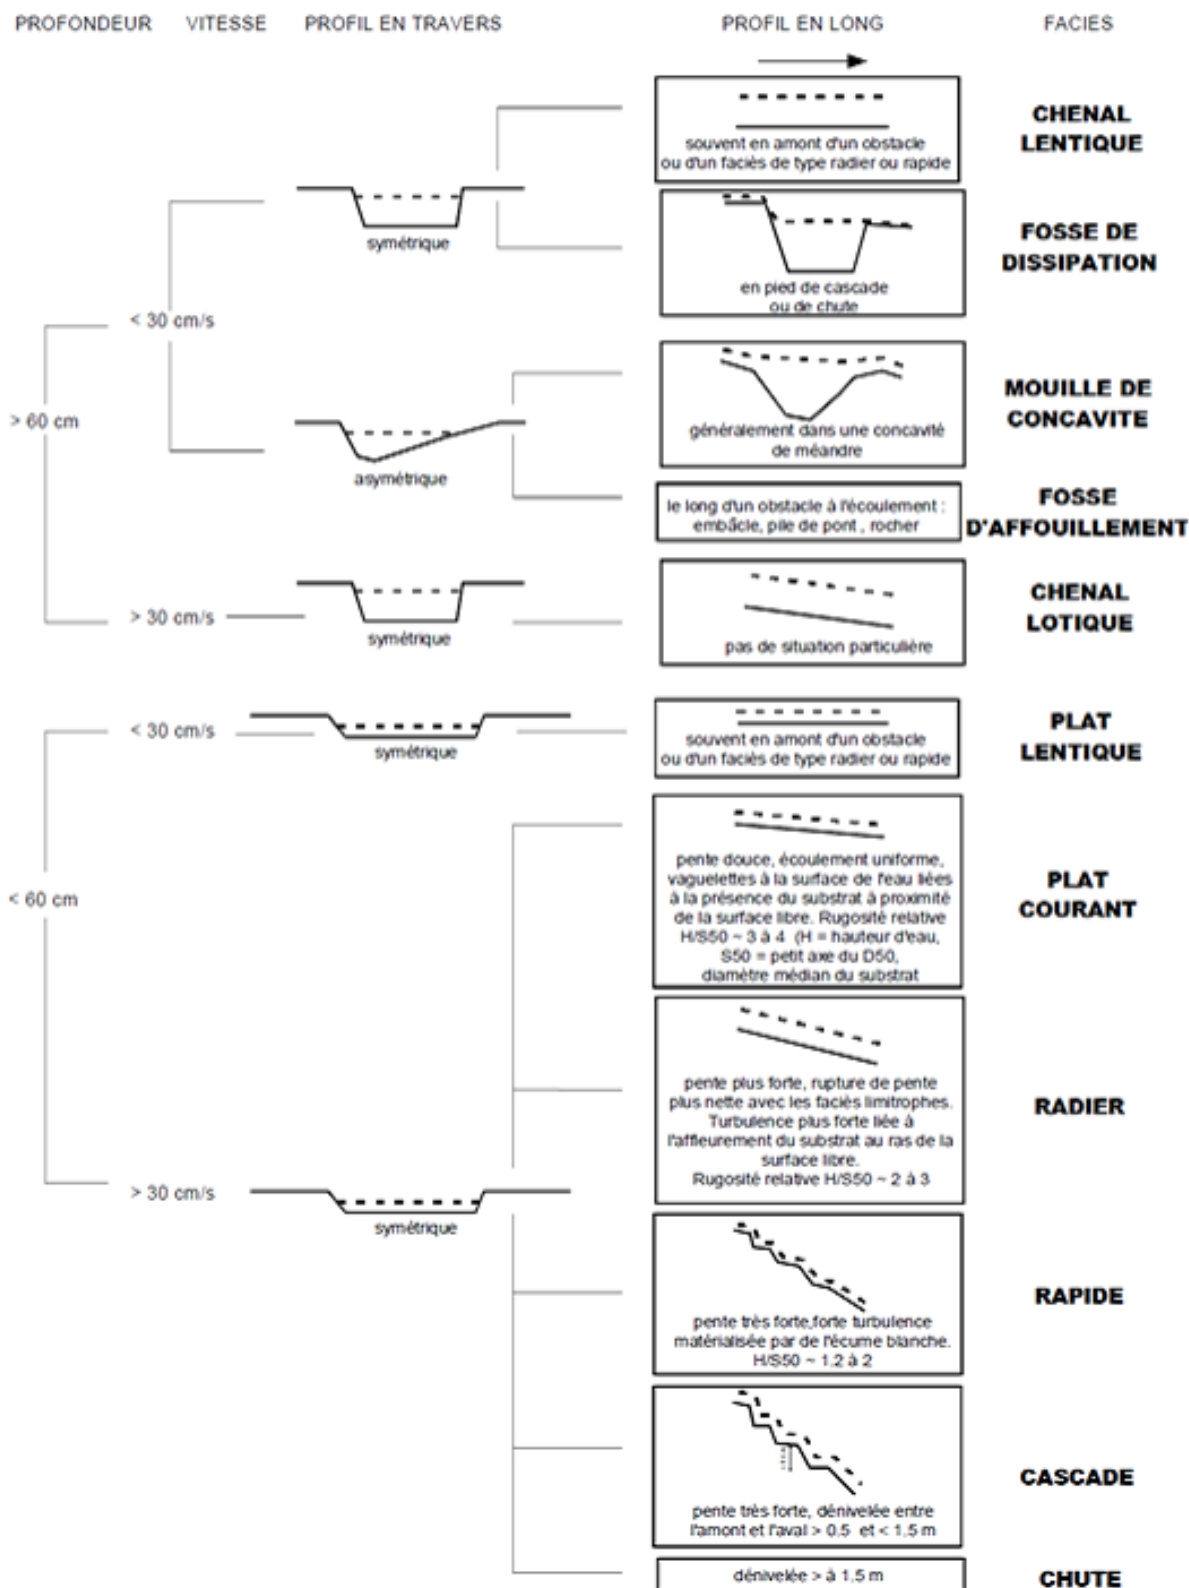 PROFONDEUR VITESSE PROFIL EN TRAVERS PROFIL EN LONG FACIES
CHENAL
LENTIQUE
souvent en amont d'un obstacle
ou d'un faciès de type radier ou rapide
symétrique
FOSSE DE
DISSIPATION
en pied de cascade
ou de chute
< 30 cm/s
> 60 cm
MOUILLE DE
CONCAVITE
généralement dans une concavité
de méandre
asymétrique
FOSSE
D'AFFOUILLEMENT
le long d'un obstacle à l'écoulement :
embâcle, pile de pont , rocher
CHENAL
LOTIQUE
> 30 cm/s
symétrique
pas de situation particulière
< 30 cm/s
symétrique
PLAT
LENTIQUE
souvent en amont d'un obstacle
ou d'un faciès de type radier ou rapide
< 60 cm
PLAT
COURANT
pente douce, écoulement uniforme,
vaguelettes à la surface de l'eau liées
à la présence du substrat à proximité
de la surface libre. Rugosité relative
H/S50 ~ 3 à 4 (H = hauteur d'eau,
S50 = petit axe du D50,
diamètre médian du substrat
RADIER
pente plus forte, rupture de pente
plus nette avec les faciès limitrophes.
Turbulence plus forte liée à
l'affleurement du substrat au ras de la
surface libre.
Rugosité relative H/S50 ~ 2 à 3
> 30 cm/s
symétrique
RAPIDE
pente très forte,forte turbulence
matérialisée par de l'écume blanche.
H/S50 ~ 1.2 à 2
CASCADE
pente très forte, dénivelée entre
l'amont et l'aval > 0.5 et < 1.5 m
dénivelée > à 1.5 m
CHUTE